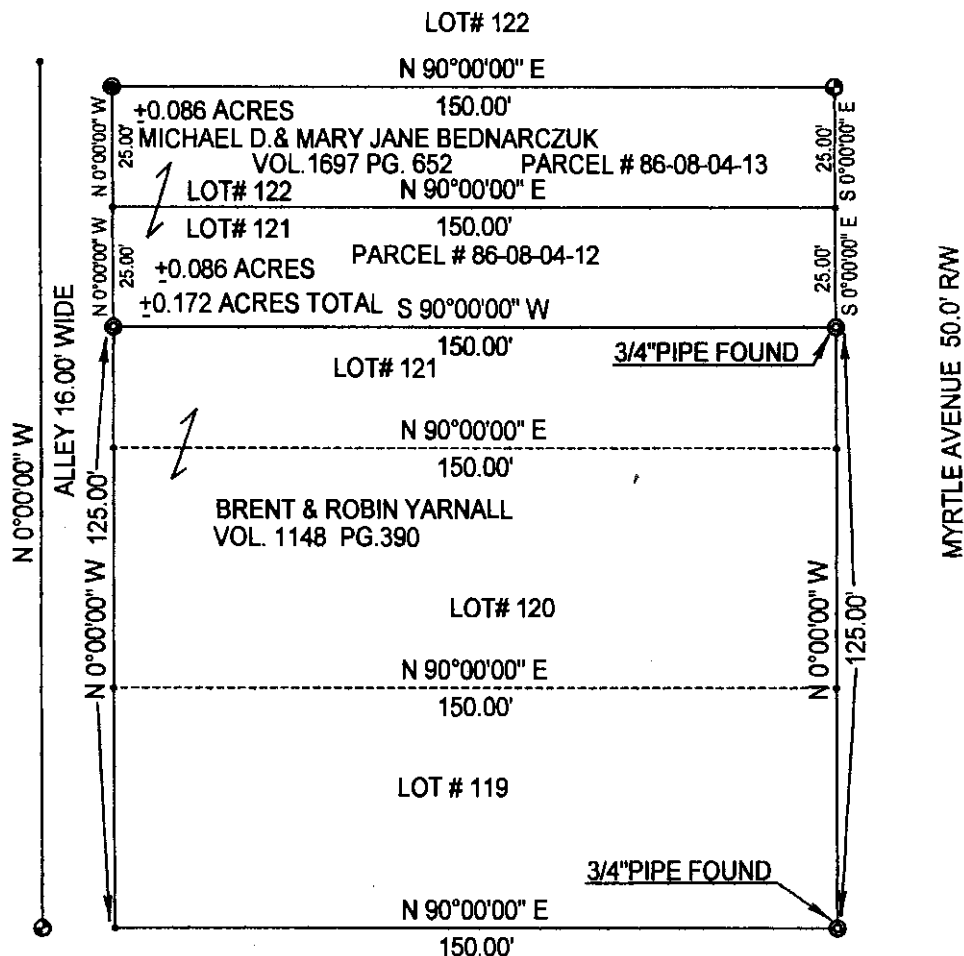 LOT# 122
N 90°00'00" E
150.00'
±0.086 ACRES
MICHAEL D.& MARY JANE BEDNARCZUK
VOL.1697 PG. 652 PARCEL # 86-08-04-13
N 0°00'00" W
25.00'
25.00'
S 0°00'00" E
LOT# 122
N 90°00'00" E
150.00'
LOT# 121
PARCEL # 86-08-04-12
±0.086 ACRES
±0.172 ACRES TOTAL
N 0°00'00" W
25.00'
25.00'
S 0°00'00" E
S 90°00'00" W
150.00'
3/4"PIPE FOUND
LOT# 121
N 90°00'00" E
150.00'
BRENT & ROBIN YARNALL
VOL. 1148 PG.390
N 0°00'00" W
ALLEY 16.00' WIDE
N 0°00'00" W 125.00'
N 0°00'00" W
125.00'
MYRTLE AVENUE 50.0' R/W
LOT# 120
N 90°00'00" E
150.00'
LOT # 119
3/4"PIPE FOUND
N 90°00'00" E
150.00'